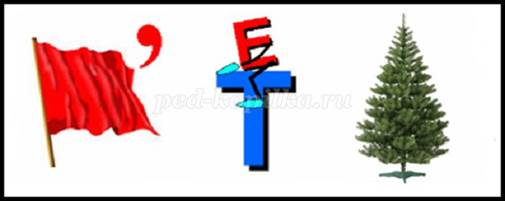 ,
Е
Т
ped-kopilka.ru